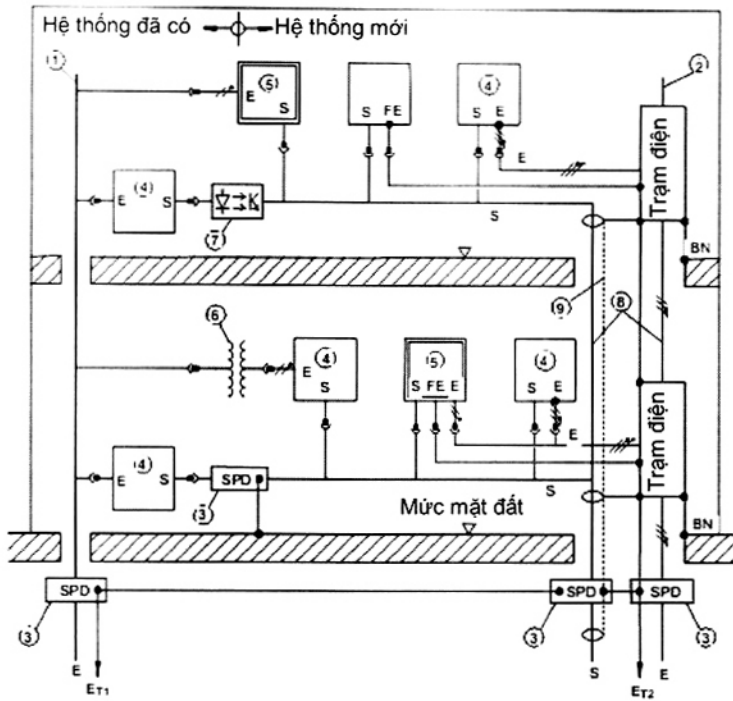 Hệ thống đã có Hệ thống mới
1 5 4 2
E S S FE S E
E
Trạm điện
(4) E S
7
S
BN
6 9 8
E (4) S
(5) S FE E
(4) S E
E
Trạm điện
(4) E S
SPD
3
Mức mặt đất
S
BN
SPD SPD SPD
3 3 3
E ET1 S ET2 E